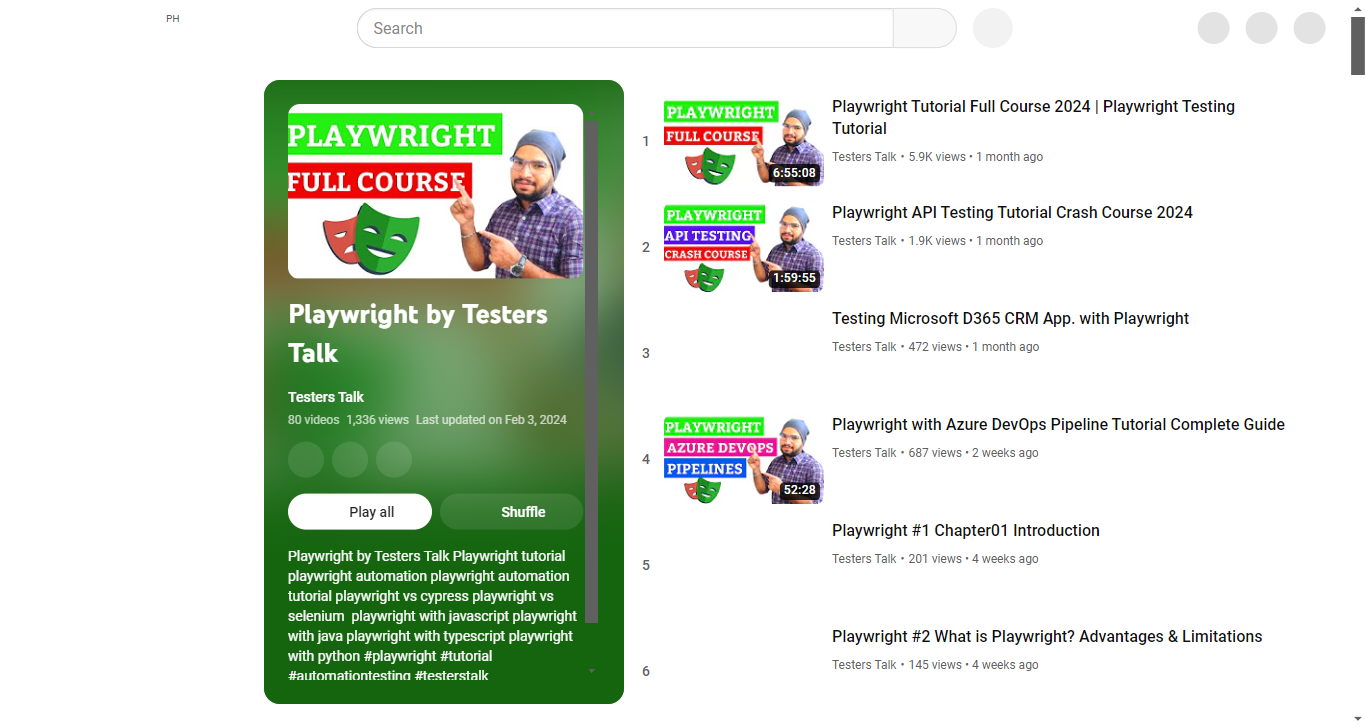 PH
Search
PLAYWRIGHT
FULL COURSE
Playwright by Testers
Talk
Testers Talk
80 videos 1,336 views Last updated on Feb 3, 2024
Play all
Shuffle
Playwright by Testers Talk Playwright tutorial
playwright automation playwright automation
tutorial playwright vs cypress playwright vs
selenium  playwright with javascript playwright
with java playwright with typescript playwright
with python #playwright #tutorial
#automationtesting #testerstalk
1
PLAYWRIGHT
FULL COURSE
6:55:08
Playwright Tutorial Full Course 2024 | Playwright Testing
Tutorial
Testers Talk • 5.9K views • 1 month ago
2
PLAYWRIGHT
API TESTING
CRASH COURSE
1:59:55
Playwright API Testing Tutorial Crash Course 2024
Testers Talk • 1.9K views • 1 month ago
3
Testing Microsoft D365 CRM App. with Playwright
Testers Talk • 472 views • 1 month ago
4
PLAYWRIGHT
AZURE DEVOPS
PIPELINES
52:28
Playwright with Azure DevOps Pipeline Tutorial Complete Guide
Testers Talk • 687 views • 2 weeks ago
5
Playwright #1 Chapter01 Introduction
Testers Talk • 201 views • 4 weeks ago
6
Playwright #2 What is Playwright? Advantages & Limitations
Testers Talk • 145 views • 4 weeks ago